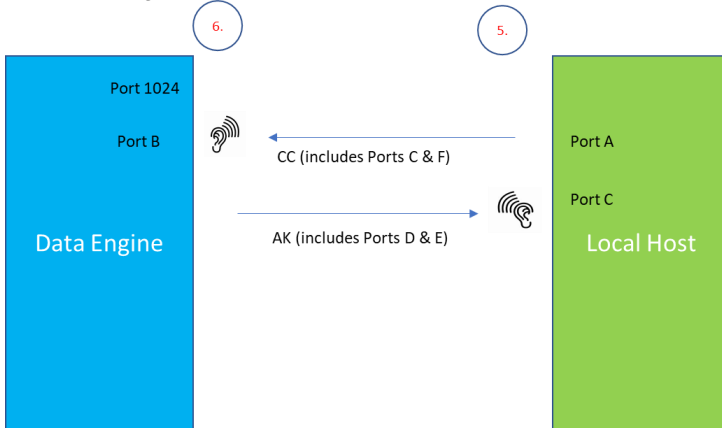 6.
5.
Port 1024
Port B
CC (includes Ports C & F)
Port A
Port C
AK (includes Ports D & E)
Data Engine
Local Host